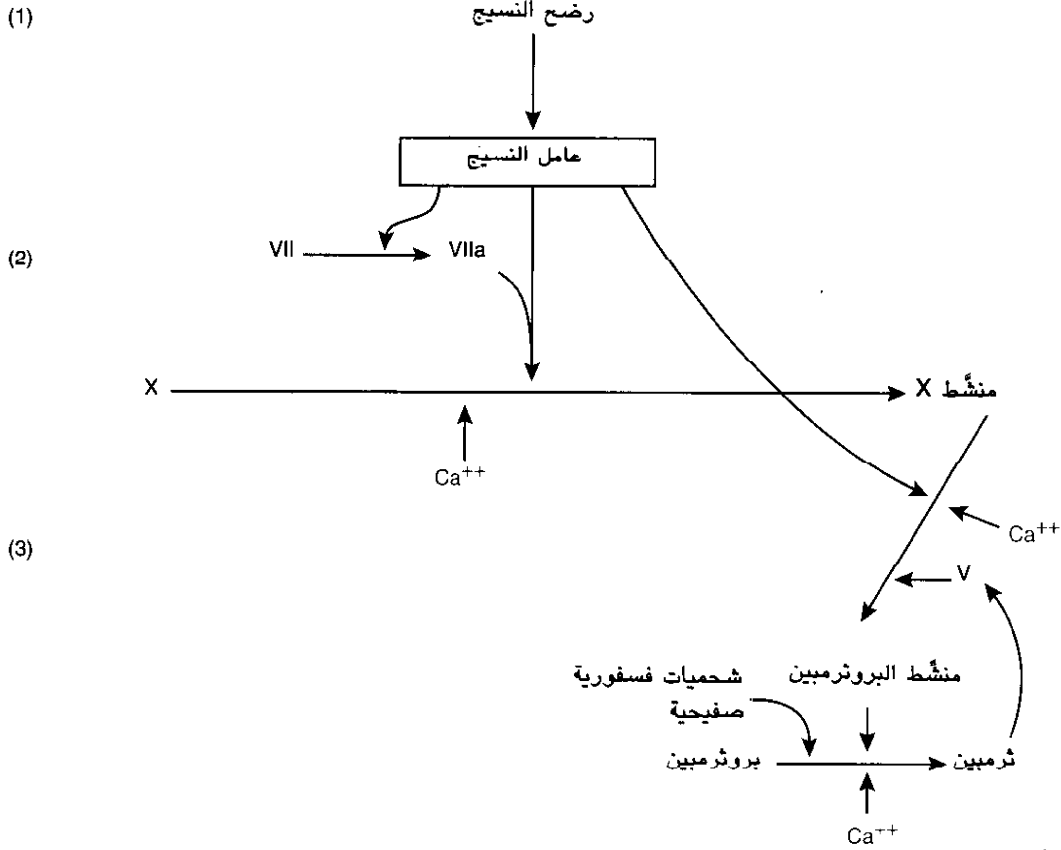 (1)
رضح النسيج
عامل النسيج
(2)
VII
VIIa
X
منشَّط X
Ca++
Ca++
(3)
V
شحميات فسفورية
صفيحية
منشَّط البروثرمبين
بروثرمبين
ثرمبين
Ca++